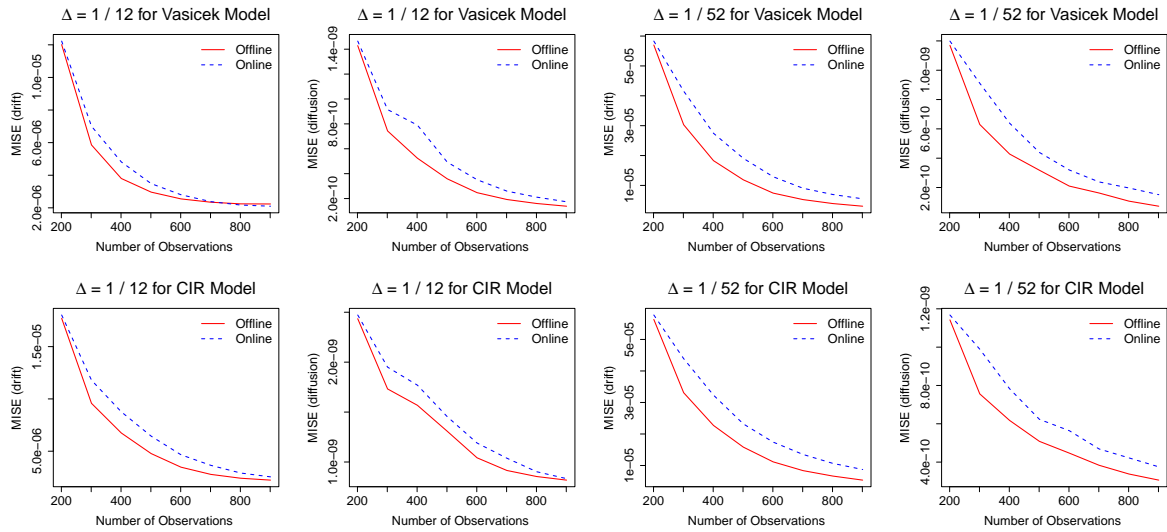 Δ = 1 / 12 for Vasicek Model
MISE (drift)
2.0e−06
6.0e−06
1.0e−05
Offline
Online
200
400
600
800
Number of Observations
Δ = 1 / 12 for Vasicek Model
MISE (diffusion)
2.0e−10
8.0e−10
1.4e−09
Offline
Online
200
400
600
800
Number of Observations
Δ = 1 / 52 for Vasicek Model
MISE (drift)
1e−05
3e−05
5e−05
Offline
Online
200
400
600
800
Number of Observations
Δ = 1 / 52 for Vasicek Model
MISE (diffusion)
2.0e−10
6.0e−10
1.0e−09
Offline
Online
200
400
600
800
Number of Observations
Δ = 1 / 12 for CIR Model
MISE (drift)
5.0e−06
1.5e−05
Offline
Online
200
400
600
800
Number of Observations
Δ = 1 / 12 for CIR Model
MISE (diffusion)
1.0e−09
2.0e−09
Offline
Online
200
400
600
800
Number of Observations
Δ = 1 / 52 for CIR Model
MISE (drift)
1e−05
3e−05
5e−05
Offline
Online
200
400
600
800
Number of Observations
Δ = 1 / 52 for CIR Model
MISE (diffusion)
4.0e−10
8.0e−10
1.2e−09
Offline
Online
200
400
600
800
Number of Observations